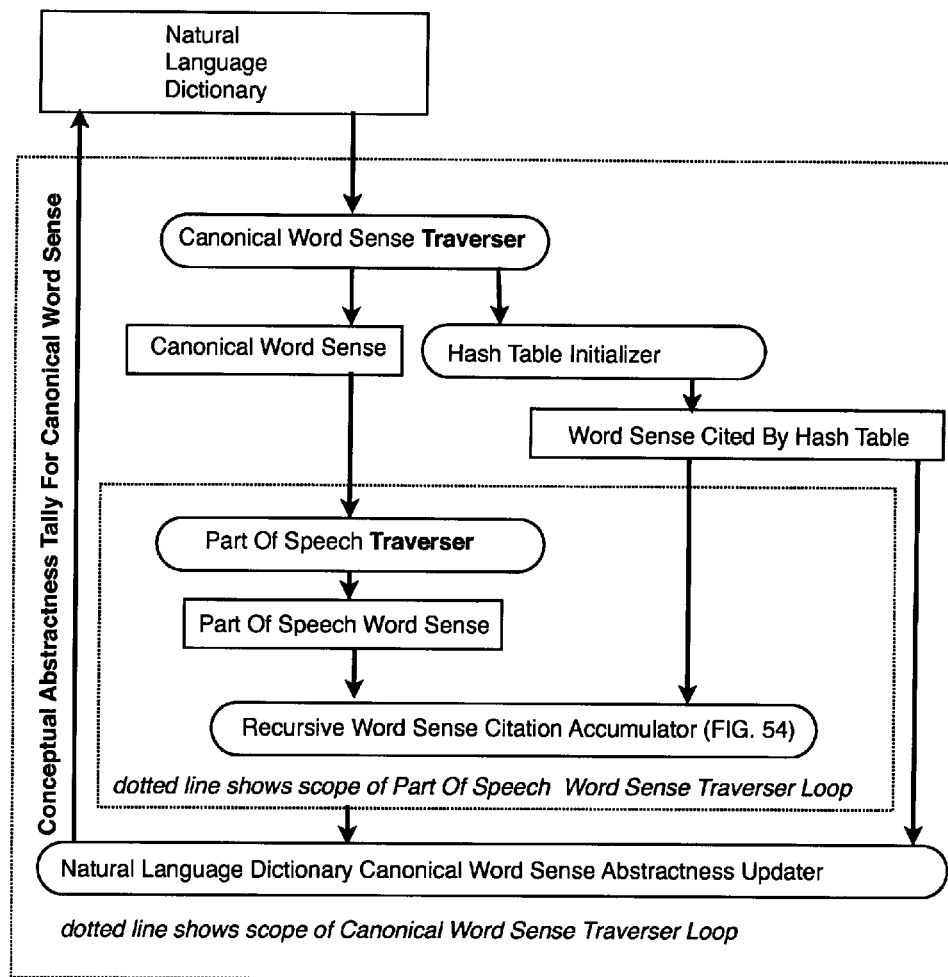 Natural
Language
Dictionary
Conceptual Abstractness Tally For Canonical Word Sense
Canonical Word Sense Traverser
Canonical Word Sense
Hash Table Initializer
Word Sense Cited By Hash Table
Part Of Speech Traverser
Part Of Speech Word Sense
Recursive Word Sense Citation Accumulator (FIG. 54)
dotted line shows scope of Part Of Speech Word Sense Traverser Loop
Natural Language Dictionary Canonical Word Sense Abstractness Updater
dotted line shows scope of Canonical Word Sense Traverser Loop